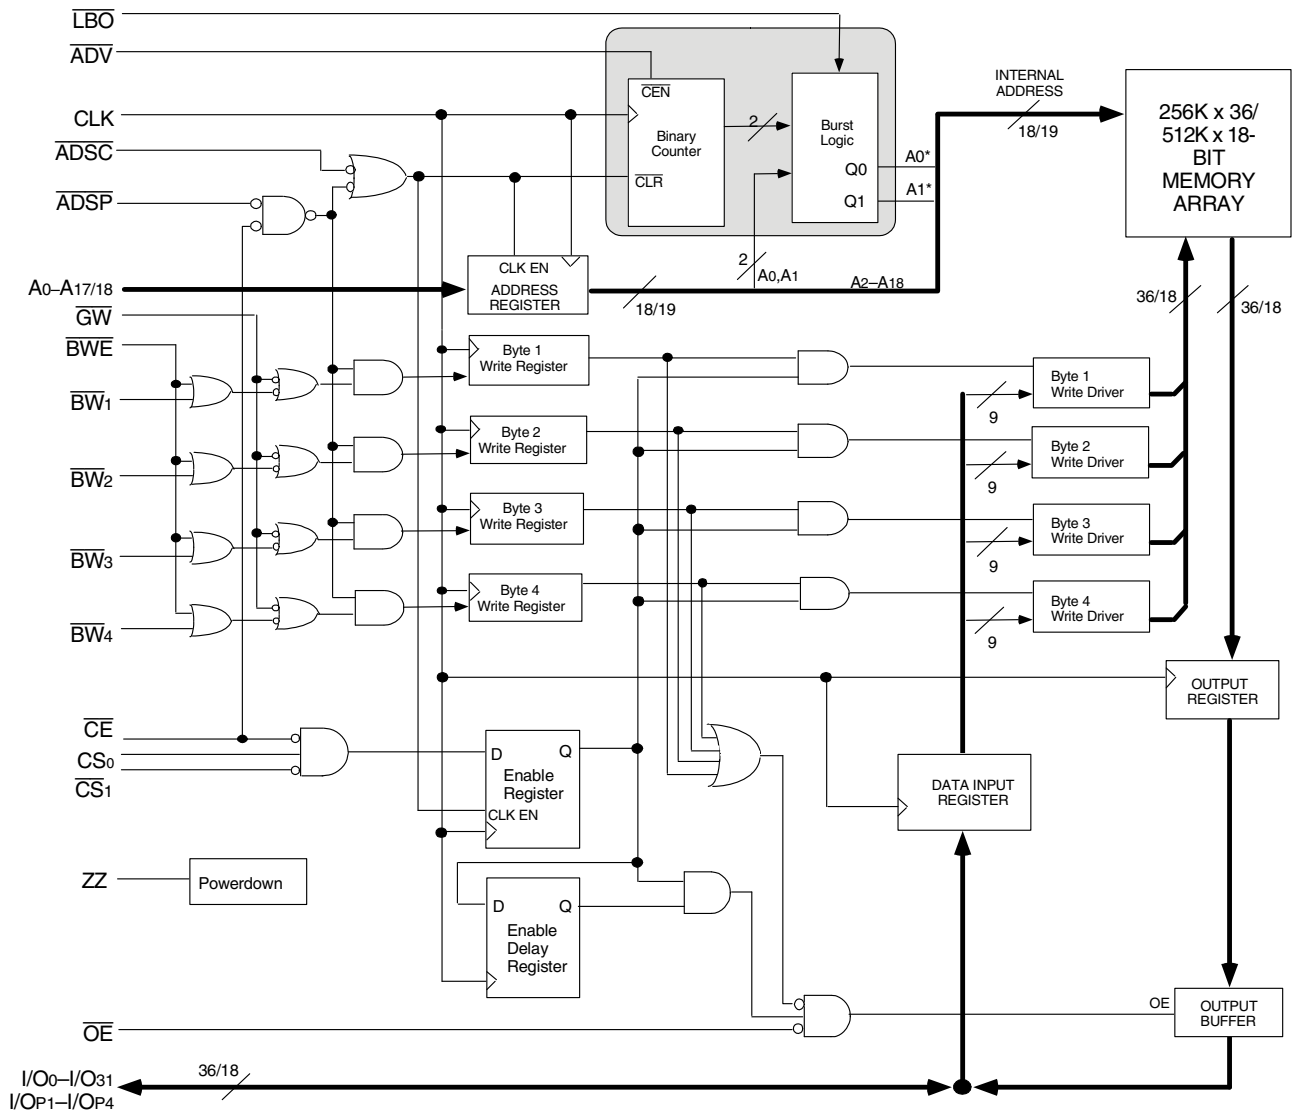 LBO
ADV
CLK
ADSC
ADSP
A0–A17/18
GW
BWE
BW1
BW2
BW3
BW4
CE
CS0
CS1
ZZ
Powerdown
OE
I/O0–I/O31
I/OP1–I/OP4
36/18
CEN
Binary
Counter
CLR
2
Burst
Logic
Q0
Q1
A0*
A1*
2
A0,A1
A2–A18
INTERNAL
ADDRESS
18/19
256K x 36/
512K x 18-
BIT
MEMORY
ARRAY
CLK EN
ADDRESS
REGISTER
18/19
36/18
36/18
Byte 1
Write Register
Byte 2
Write Register
Byte 3
Write Register
Byte 4
Write Register
Byte 1
Write Driver
Byte 2
Write Driver
Byte 3
Write Driver
Byte 4
Write Driver
9
9
9
9
OUTPUT
REGISTER
D
Q
Enable
Register
CLK EN
D
Q
Enable
Delay
Register
DATA INPUT
REGISTER
OE
OUTPUT
BUFFER